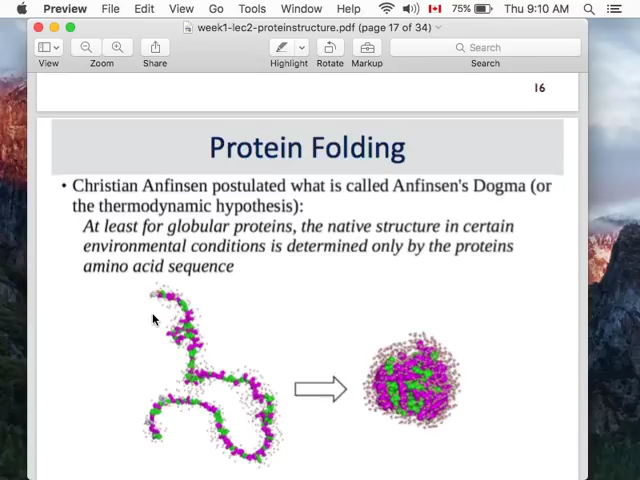 Preview File Edit View Go Tools Window Help 75% Thu 9:10 AM
week1-lec2-proteinstructure.pdf (page 17 of 34)
Search
View Zoom Share Highlight Rotate Markup Search
16
Protein Folding
• Christian Anfinsen postulated what is called Anfinsen's Dogma (or
the thermodynamic hypothesis):
At least for globular proteins, the native structure in certain
environmental conditions is determined only by the proteins
amino acid sequence